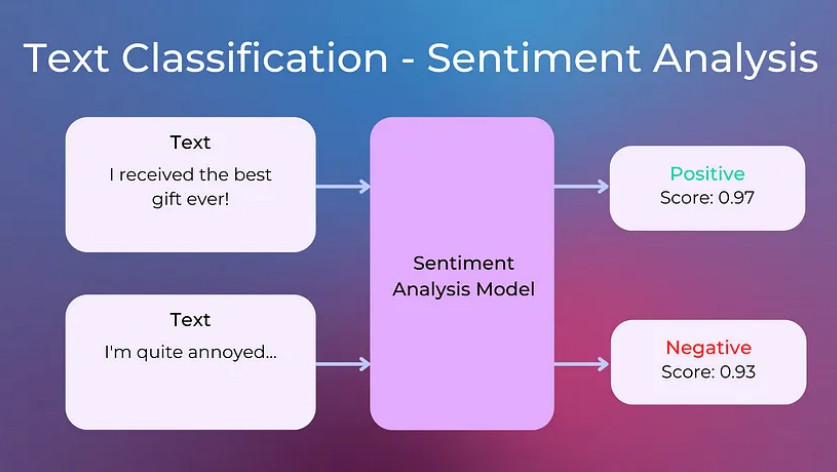 Text Classification - Sentiment Analysis
Text
I received the best
gift ever!
Sentiment
Analysis Model
Positive
Score: 0.97
Text
I'm quite annoyed...
Negative
Score: 0.93